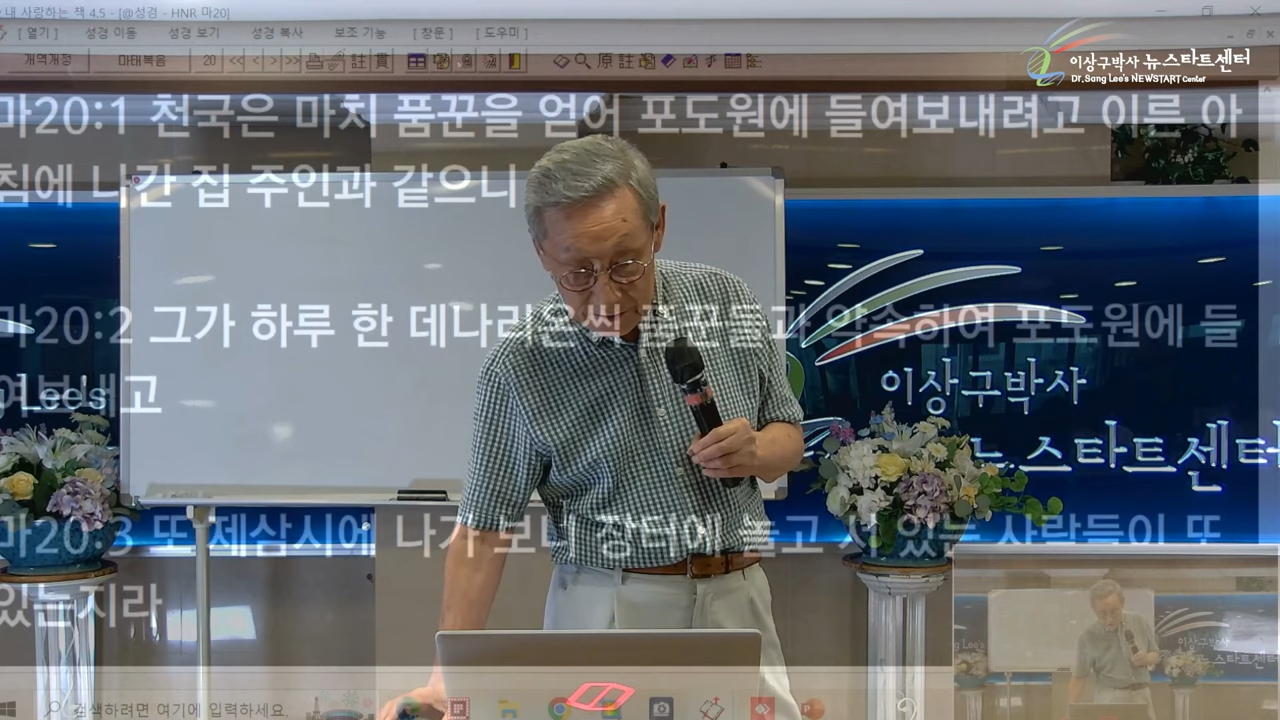 내 사랑하는 책 4.5 - [@성경 - HNR 마20]
[열기] 성경 이동 성경 보기 성경 복사 보조 기능 [창문] [도우미]
개역개정 마태복음 20 << < > >>
이상구박사 뉴스타트센터
Dr. Sang Lee's NEWSTART Center
마20:1 천국은 마치 품꾼을 얻어 포도원에 들여보내려고 이른 아
침에 나간 집 주인과 같으니
마20:2 그가 하루 한 데나리온씩 품꾼들과 약속하여 포도원에 들
여보내고
g Lee's
이상구박사
뉴스타트센터
마20:3 또 제삼시에 나가 보니 장터에 놀고 서 있는 사람들이 또
있는지라
검색하려면 여기에 입력하세요.